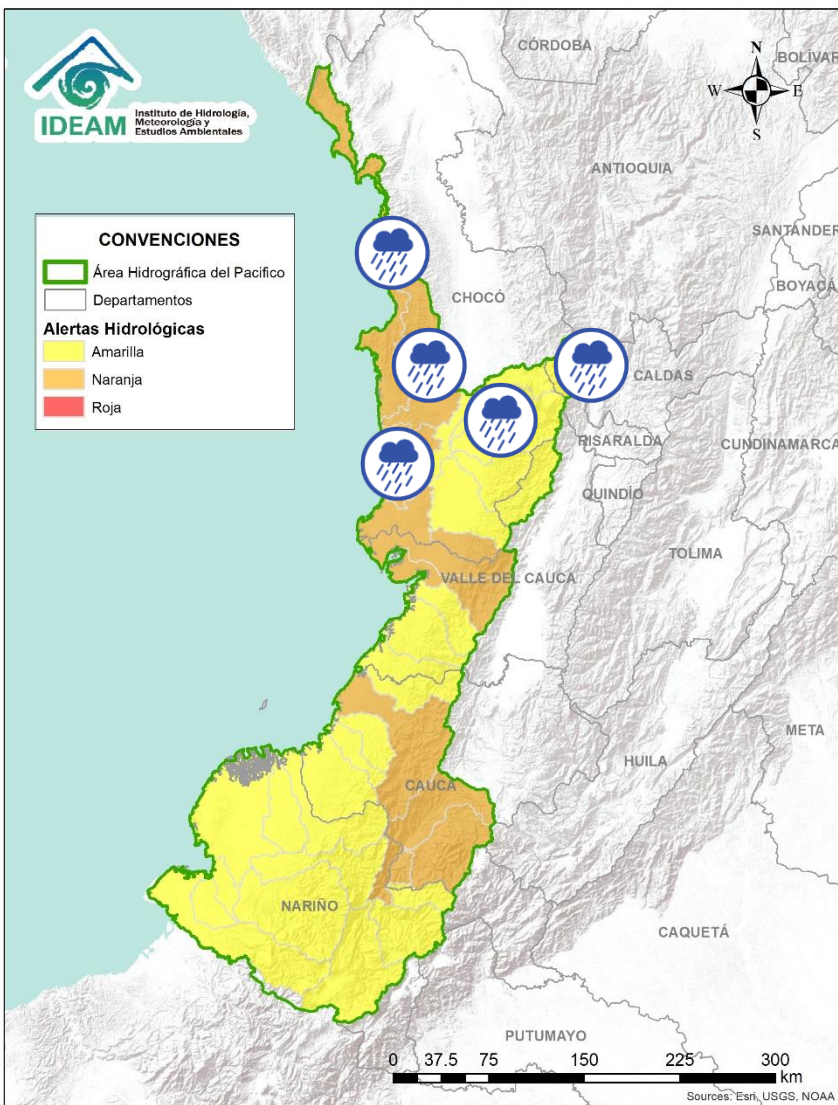 IDEAM
Instituto de Hidrología,
Meteorología y
Estudios Ambientales
CÓRDOBA
N
BOLÍVAR
W
E
S
ANTIOQUIA
SANTANDER
BOYACÁ
CONVENCIONES
Área Hidrográfica del Pacifico
Departamentos
Alertas Hidrológicas
Amarilla
Naranja
Roja
CHOCÓ
CALDAS
RISARALDA
CUNDINAMARCA
QUINDÍO
TOLIMA
VALLE DEL CAUCA
META
HUILA
CAUCA
NARIÑO
CAQUETÁ
PUTUMAYO
0 37.5 75 150 225 300
km
Sources: Esri, USGS, NOAA